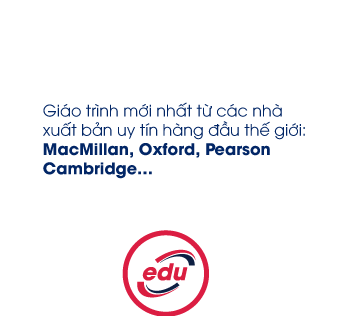 Giáo trình mới nhất từ các nhà
xuất bản uy tín hàng đầu thế giới:
MacMillan, Oxford, Pearson
Cambridge...
edu